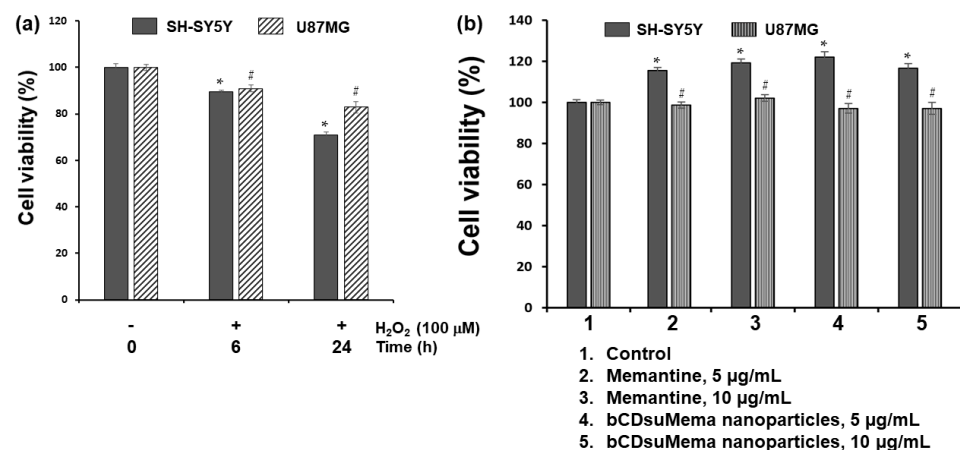 (a)
SH-SY5Y U87MG
Cell viability (%)
120
100
80
60
40
20
0
*
#
*
#
- + + H₂O₂ (100 µM)
0 6 24 Time (h)
(b)
SH-SY5Y U87MG
Cell viability (%)
140
120
100
80
60
40
20
0
*
#
*
#
*
#
*
#
1 2 3 4 5
1. Control
2. Memantine, 5 µg/mL
3. Memantine, 10 µg/mL
4. bCDsuMema nanoparticles, 5 µg/mL
5. bCDsuMema nanoparticles, 10 µg/mL